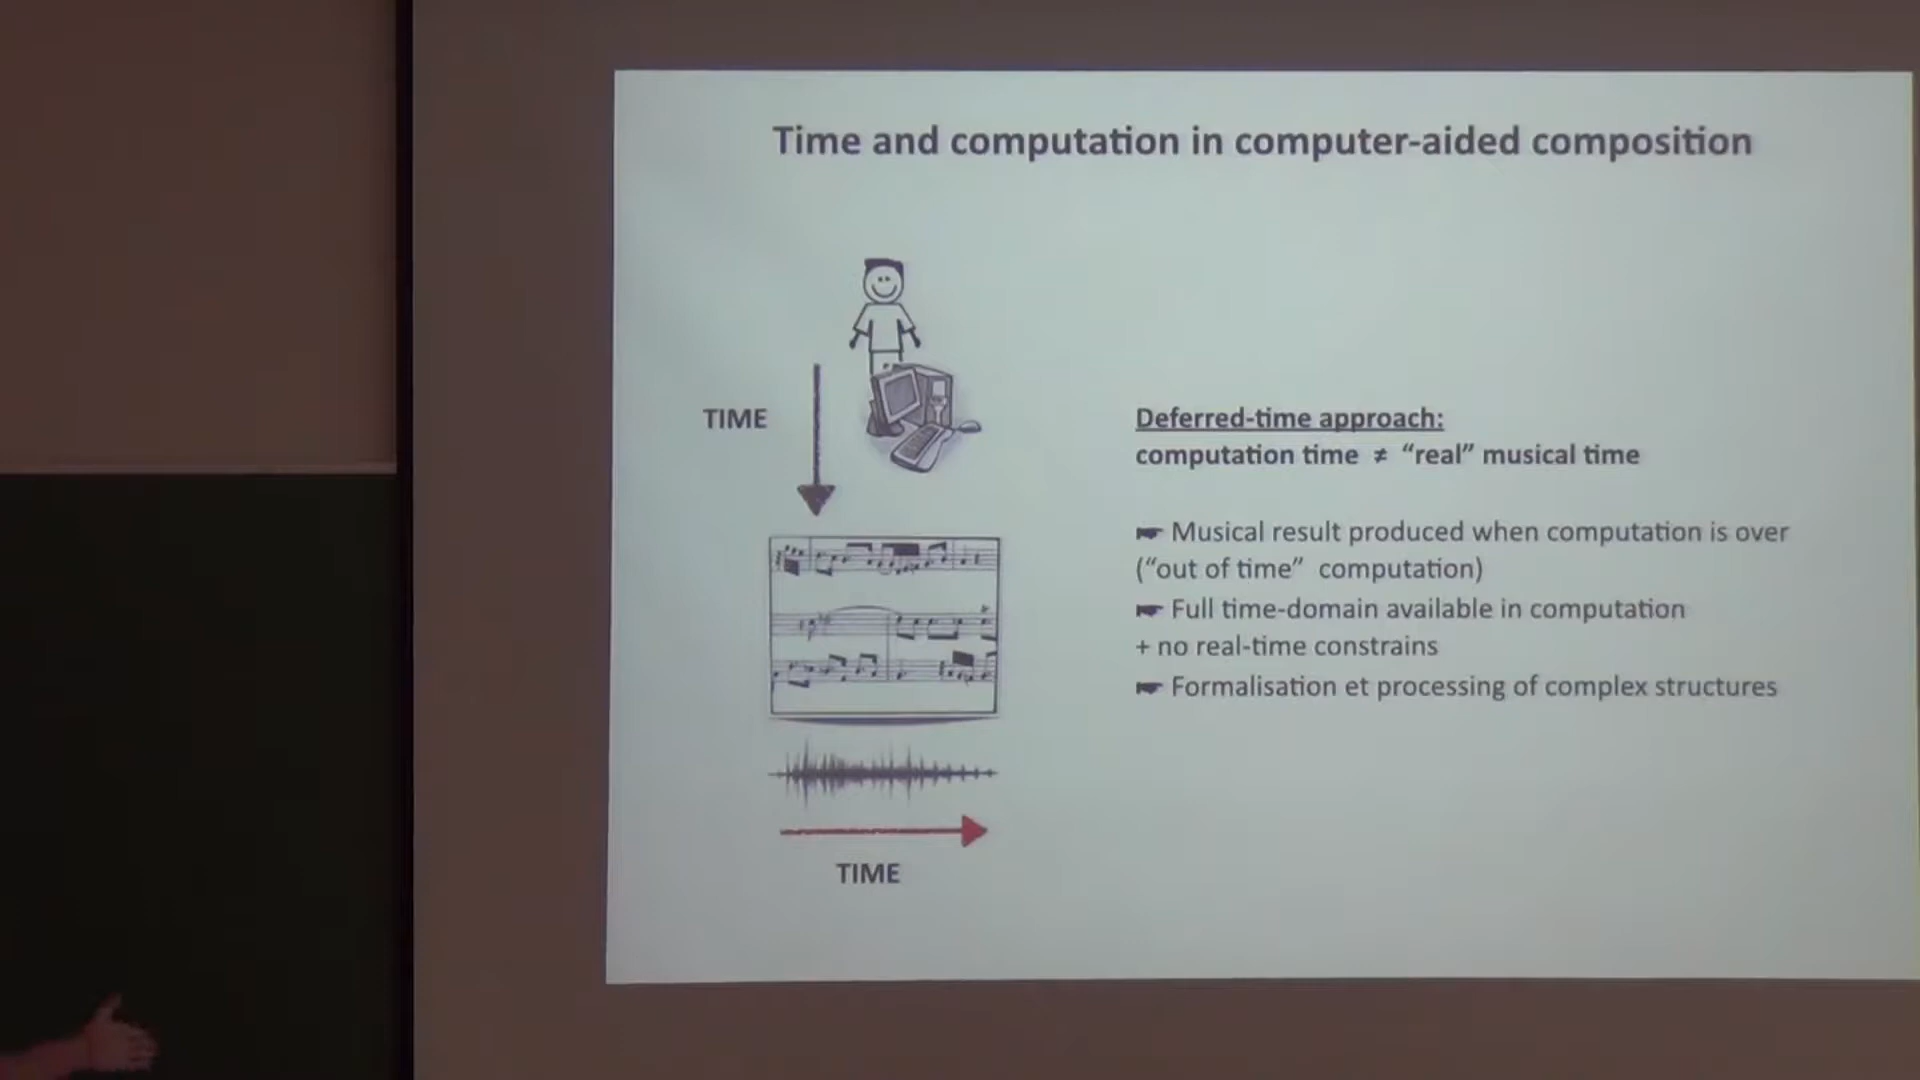 Time and computation in computer-aided composition
TIME
Deferred-time approach:
computation time ≠ “real” musical time
☛ Musical result produced when computation is over
(“out of time” computation)
☛ Full time-domain available in computation
+ no real-time constrains
☛ Formalisation et processing of complex structures
TIME